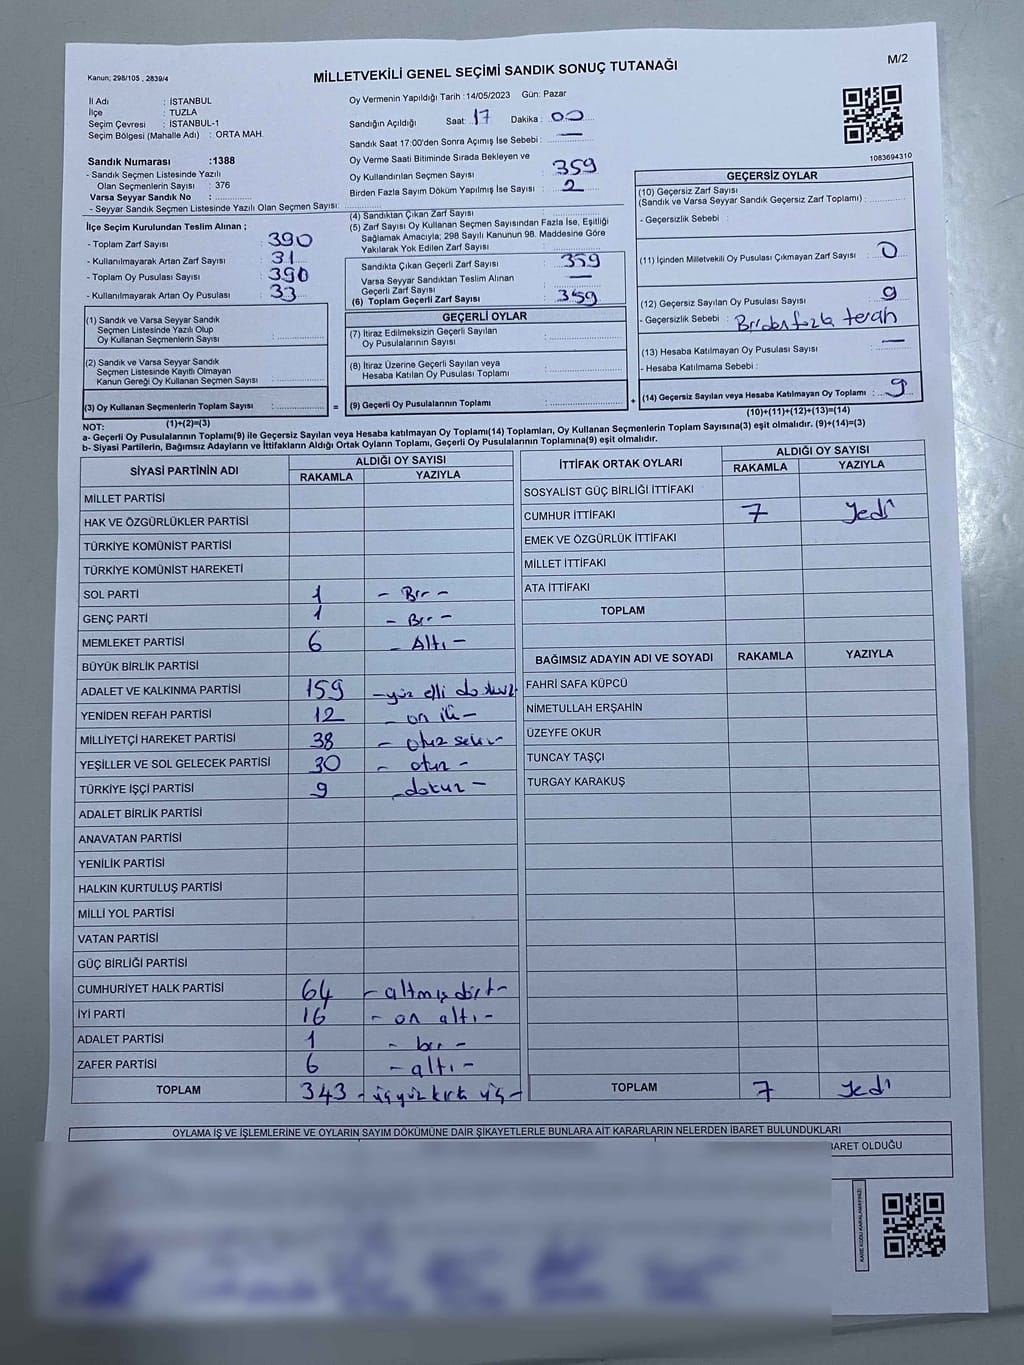 Kanun; 298/105 , 2839/4
MİLLETVEKİLİ GENEL SEÇİMİ SANDIK SONUÇ TUTANAĞI
M/2
İl Adı : İSTANBUL
İlçe : TUZLA
Seçim Çevresi : İSTANBUL-1
Seçim Bölgesi (Mahalle Adı) : ORTA MAH.
Sandık Numarası :1388
- Sandık Seçmen Listesinde Yazılı
Olan Seçmenlerin Sayısı : 376
Varsa Seyyar Sandık No :
- Seyyar Sandık Seçmen Listesinde Yazılı Olan Seçmen Sayısı:
Oy Vermenin Yapıldığı Tarih :14/05/2023 Gün: Pazar
Sandığın Açıldığı Saat : 17 Dakika : 00
Sandık Saat 17:00'den Sonra Açımış İse Sebebi : —
Oy Verme Saati Bitiminde Sırada Bekleyen ve
Oy Kullandırılan Seçmen Sayısı : 359
Birden Fazla Sayım Döküm Yapılmış İse Sayısı : 2
1083694310
İlçe Seçim Kurulundan Teslim Alınan ;
- Toplam Zarf Sayısı : 390
- Kullanılmayarak Artan Zarf Sayısı : 31
- Toplam Oy Pusulası Sayısı : 390
- Kullanılmayarak Artan Oy Pusulası : 33
(4) Sandıktan Çıkan Zarf Sayısı :
(5) Zarf Sayısı Oy Kullanan Seçmen Sayısından Fazla İse, Eşitliği
Sağlamak Amacıyla; 298 Sayılı Kanunun 98. Maddesine Göre
Yakılarak Yok Edilen Zarf Sayısı :
Sandıkta Çıkan Geçerli Zarf Sayısı : 359
Varsa Seyyar Sandıktan Teslim Alınan
Geçerli Zarf Sayısı : —
(6) Toplam Geçerli Zarf Sayısı : 359
GEÇERSİZ OYLAR
(10) Geçersiz Zarf Sayısı
(Sandık ve Varsa Seyyar Sandık Geçersiz Zarf Toplamı) :
- Geçersizlik Sebebi :
(11) İçinden Milletvekili Oy Pusulası Çıkmayan Zarf Sayısı : 0
(12) Geçersiz Sayılan Oy Pusulası Sayısı : 9
- Geçersizlik Sebebi :
(13) Hesaba Katılmayan Oy Pusulası Sayısı : —
- Hesaba Katılmama Sebebi :
(14) Geçersiz Sayılan veya Hesaba Katılmayan Oy Toplamı : 9
(10)+(11)+(12)+(13)=(14)
(1) Sandık ve Varsa Seyyar Sandık
Seçmen Listesinde Yazılı Olup
Oy Kullanan Seçmenlerin Sayısı :
(2) Sandık ve Varsa Seyyar Sandık
Seçmen Listesinde Kayıtlı Olmayan
Kanun Gereği Oy Kullanan Seçmen Sayısı :
(3) Oy Kullanan Seçmenlerin Toplam Sayısı : =
(1)+(2)=(3)
GEÇERLİ OYLAR
(7) İtiraz Edilmeksizin Geçerli Sayılan
Oy Pusulalarının Sayısı :
(8) İtiraz Üzerine Geçerli Sayılan veya
Hesaba Katılan Oy Pusulası Toplamı :
(9) Geçerli Oy Pusulalarının Toplamı : +
NOT:
a- Geçerli Oy Pusulalarının Toplamı(9) ile Geçersiz Sayılan veya Hesaba katılmayan Oy Toplamı(14) Toplamları, Oy Kullanan Seçmenlerin Toplam Sayısına(3) eşit olmalıdır. (9)+(14)=(3)
b- Siyasi Partilerin, Bağımsız Adayların ve İttifakların Aldığı Ortak Oyların Toplamı, Geçerli Oy Pusulalarının Toplamına(9) eşit olmalıdır.
SİYASİ PARTİNİN ADI ALDIĞI OY SAYISI
RAKAMLA YAZIYLA
MİLLET PARTİSİ
HAK VE ÖZGÜRLÜKLER PARTİSİ
TÜRKİYE KOMÜNİST PARTİSİ
TÜRKİYE KOMÜNİST HAREKETİ
SOL PARTİ 1 - Bir -
GENÇ PARTİ 1 - Bir -
MEMLEKET PARTİSİ 6 - Altı -
BÜYÜK BİRLİK PARTİSİ
ADALET VE KALKINMA PARTİSİ 159 - yüz elli dokuz -
YENİDEN REFAH PARTİSİ 12 - on iki -
MİLLİYETÇİ HAREKET PARTİSİ 38 - otuz sekiz -
YEŞİLLER VE SOL GELECEK PARTİSİ 30 - otuz -
TÜRKİYE İŞÇİ PARTİSİ 9 - dokuz -
ADALET BİRLİK PARTİSİ
ANAVATAN PARTİSİ
YENİLİK PARTİSİ
HALKIN KURTULUŞ PARTİSİ
MİLLİ YOL PARTİSİ
VATAN PARTİSİ
GÜÇ BİRLİĞİ PARTİSİ
CUMHURİYET HALK PARTİSİ 64 - altmış dört -
İYİ PARTİ 16 - on altı -
ADALET PARTİSİ 1 - bir -
ZAFER PARTİSİ 6 - altı -
TOPLAM 343 - üçyüz kırk üç -
İTTİFAK ORTAK OYLARI ALDIĞI OY SAYISI
RAKAMLA YAZIYLA
SOSYALİST GÜÇ BİRLİĞİ İTTİFAKI
CUMHUR İTTİFAKI 7 Yedi
EMEK VE ÖZGÜRLÜK İTTİFAKI
MİLLET İTTİFAKI
ATA İTTİFAKI
TOPLAM
BAĞIMSIZ ADAYIN ADI VE SOYADI RAKAMLA YAZIYLA
FAHRİ SAFA KÜPCÜ
NİMETULLAH ERŞAHİN
ÜZEYFE OKUR
TUNCAY TAŞÇI
TURGAY KARAKUŞ
TOPLAM 7 Yedi
OYLAMA İŞ VE İŞLEMLERİNE VE OYLARIN SAYIM DÖKÜMÜNE DAİR ŞİKAYETLERLE BUNLARA AİT KARARLARIN NELERDEN İBARET BULUNDUKLARI
BARET OLDUĞU
KARE KODU KARALAMAYINIZ!